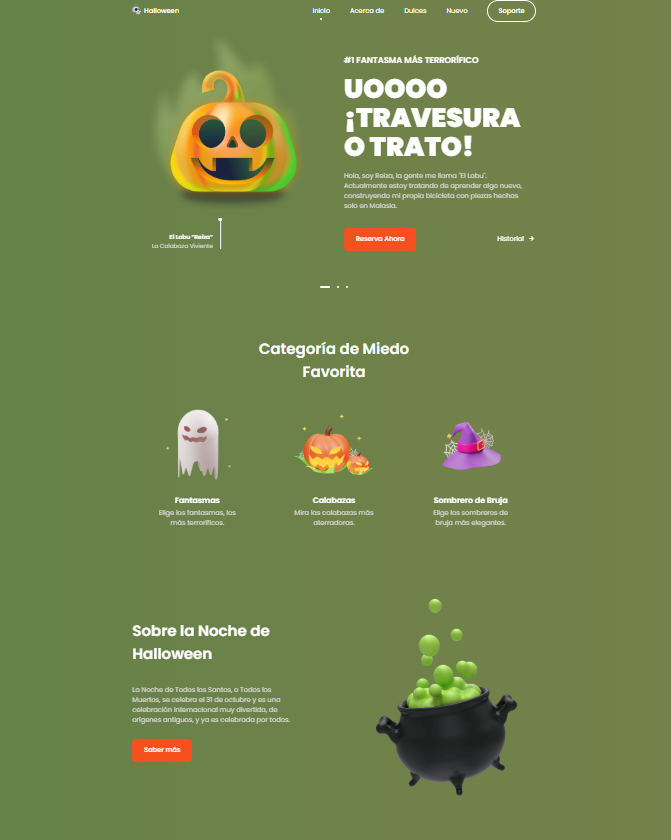 Halloween
Inicio
Acerca de
Dulces
Nuevo
Soporte
#1 FANTASMA MÁS TERRORÍFICO
UOOOO
¡TRAVESURA
O TRATO!
Hola, soy Reiza, la gente me llama "El Labu".
Actualmente estoy tratando de aprender algo nuevo,
construyendo mi propia bicicleta con piezas hechas
solo en Malasia.
El Labu "Reiza"
La Calabaza Viviente
Reserva Ahora
Historial →
Categoría de Miedo
Favorita
Fantasmas
Elige los fantasmas, los
más terroríficos.
Calabazas
Mira las calabazas más
aterradoras.
Sombrero de Bruja
Elige los sombreros de
bruja más elegantes.
Sobre la Noche de
Halloween
La Noche de Todos los Santos, o Todos los
Muertos, se celebra el 31 de octubre y es una
celebración internacional muy divertida, de
orígenes antiguos, y ya es celebrada por todos.
Saber más